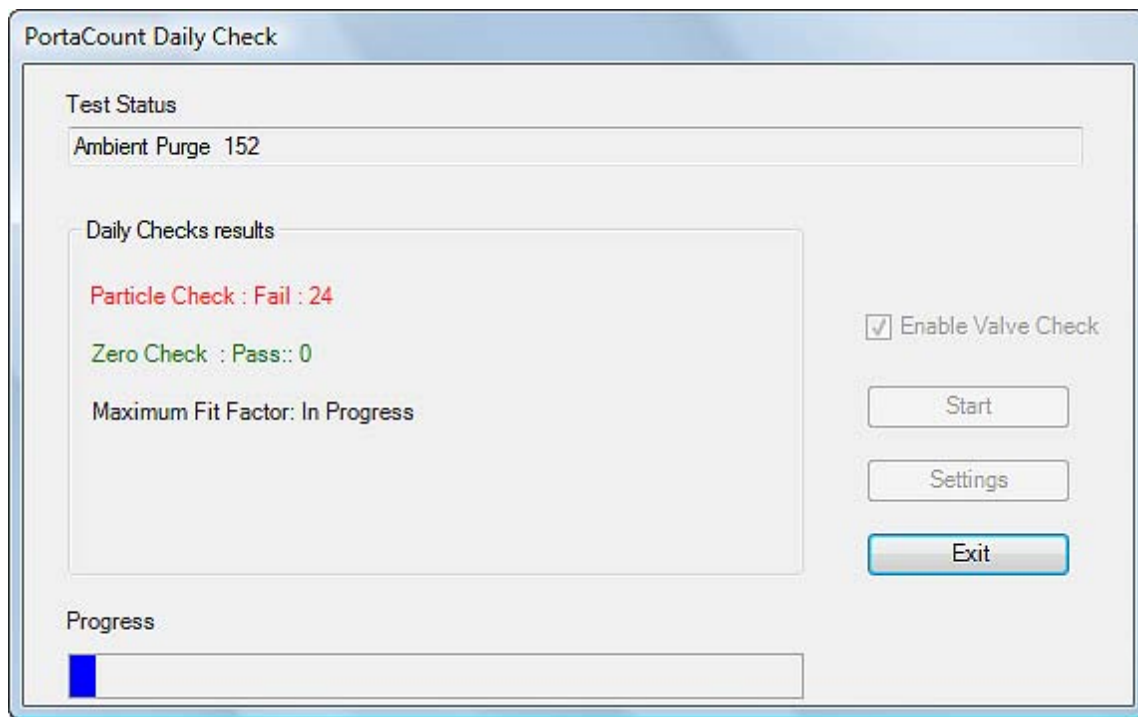 PortaCount Daily Check
Test Status
Ambient Purge  152
Daily Checks results
Particle Check : Fail : 24
Zero Check  : Pass:: 0
Maximum Fit Factor: In Progress
Enable Valve Check
Start
Settings
Exit
Progress